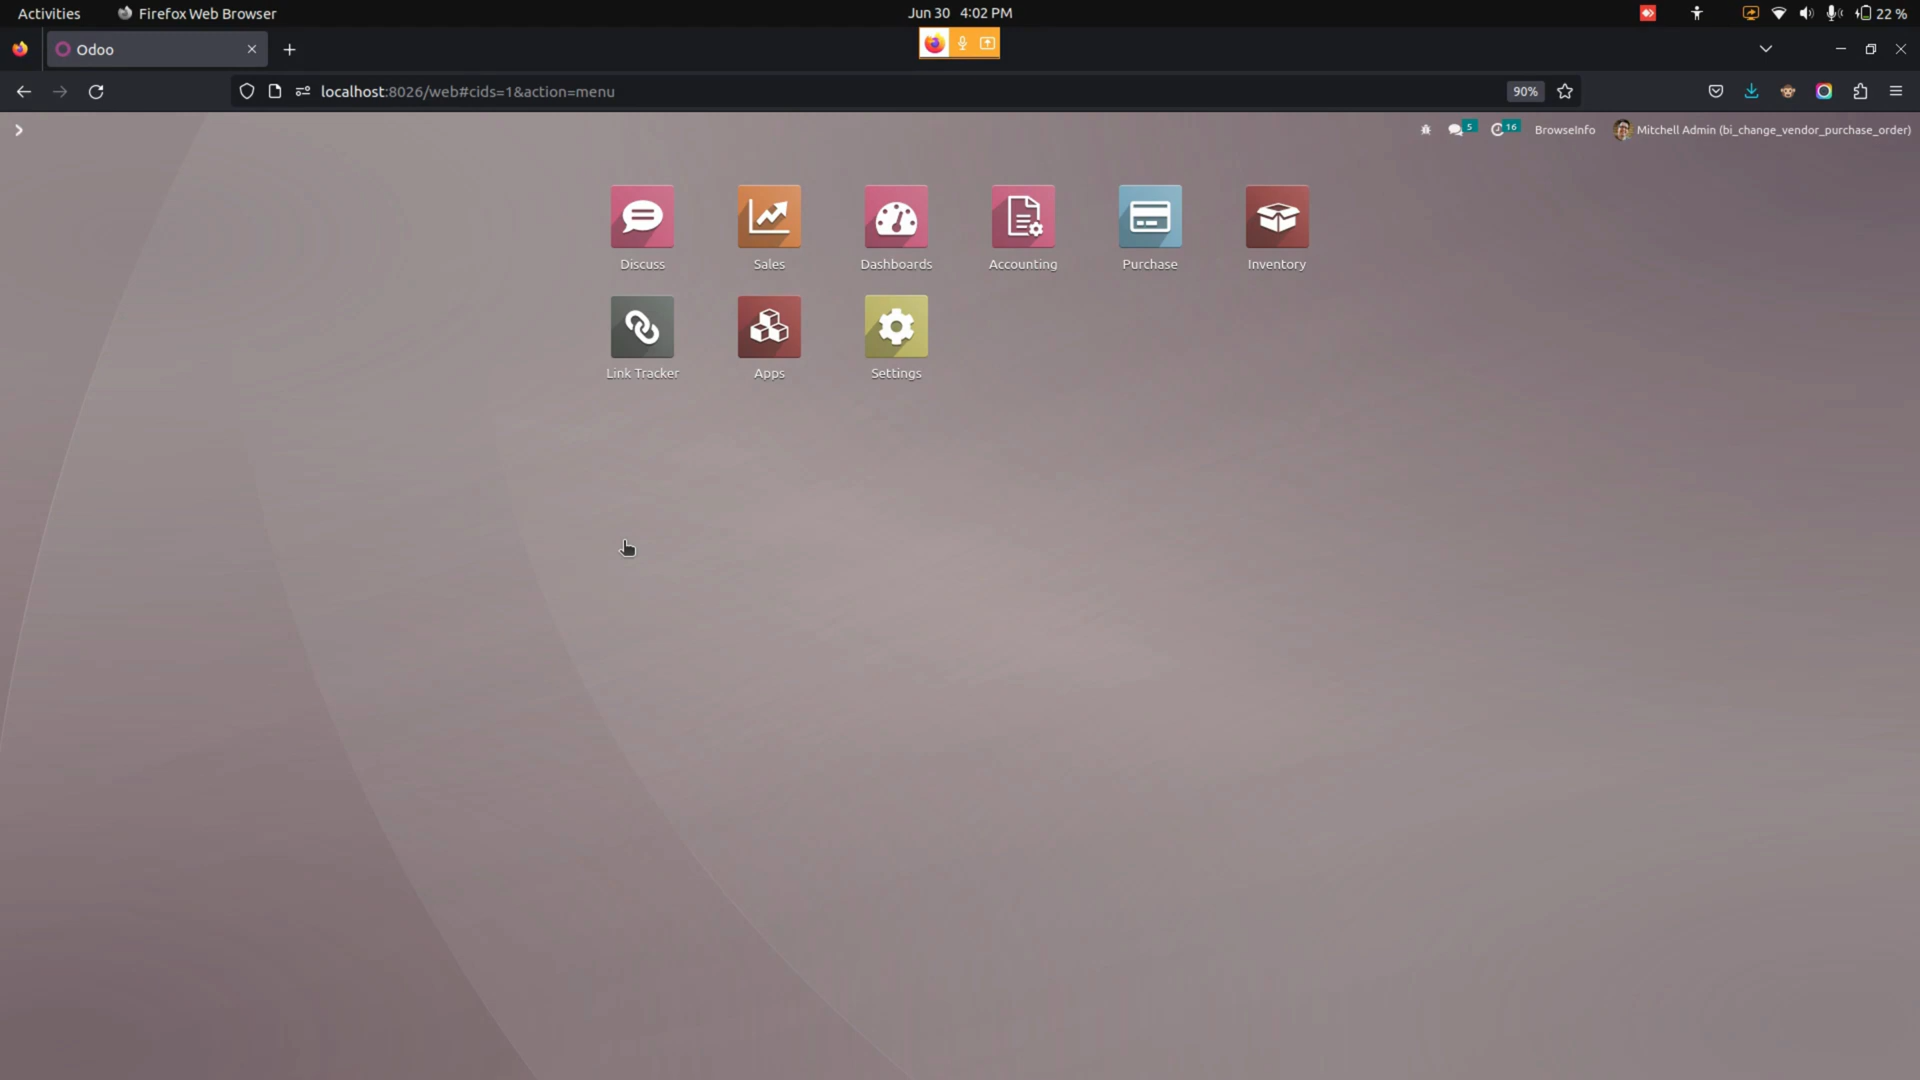 Activities Firefox Web Browser Jun 30 4:02 PM 22 %
Odoo
localhost:8026/web#cids=1&action=menu 90%
5 16 BrowseInfo Mitchell Admin (bi_change_vendor_purchase_order)
Discuss Sales Dashboards Accounting Purchase Inventory
Link Tracker Apps Settings